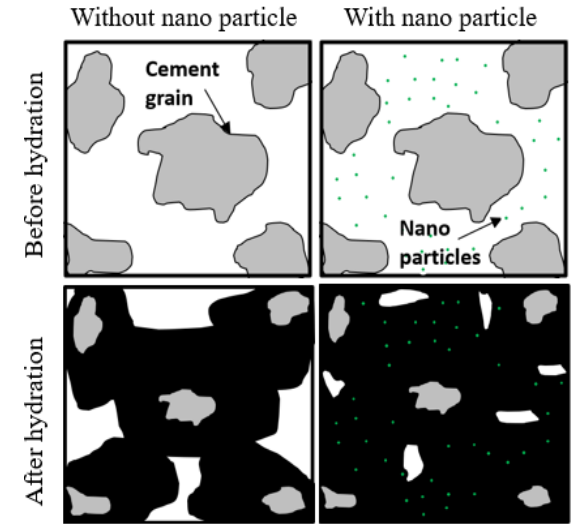 Without nano particle
With nano particle
Before hydration
Cement
grain
Nano
particles
After hydration